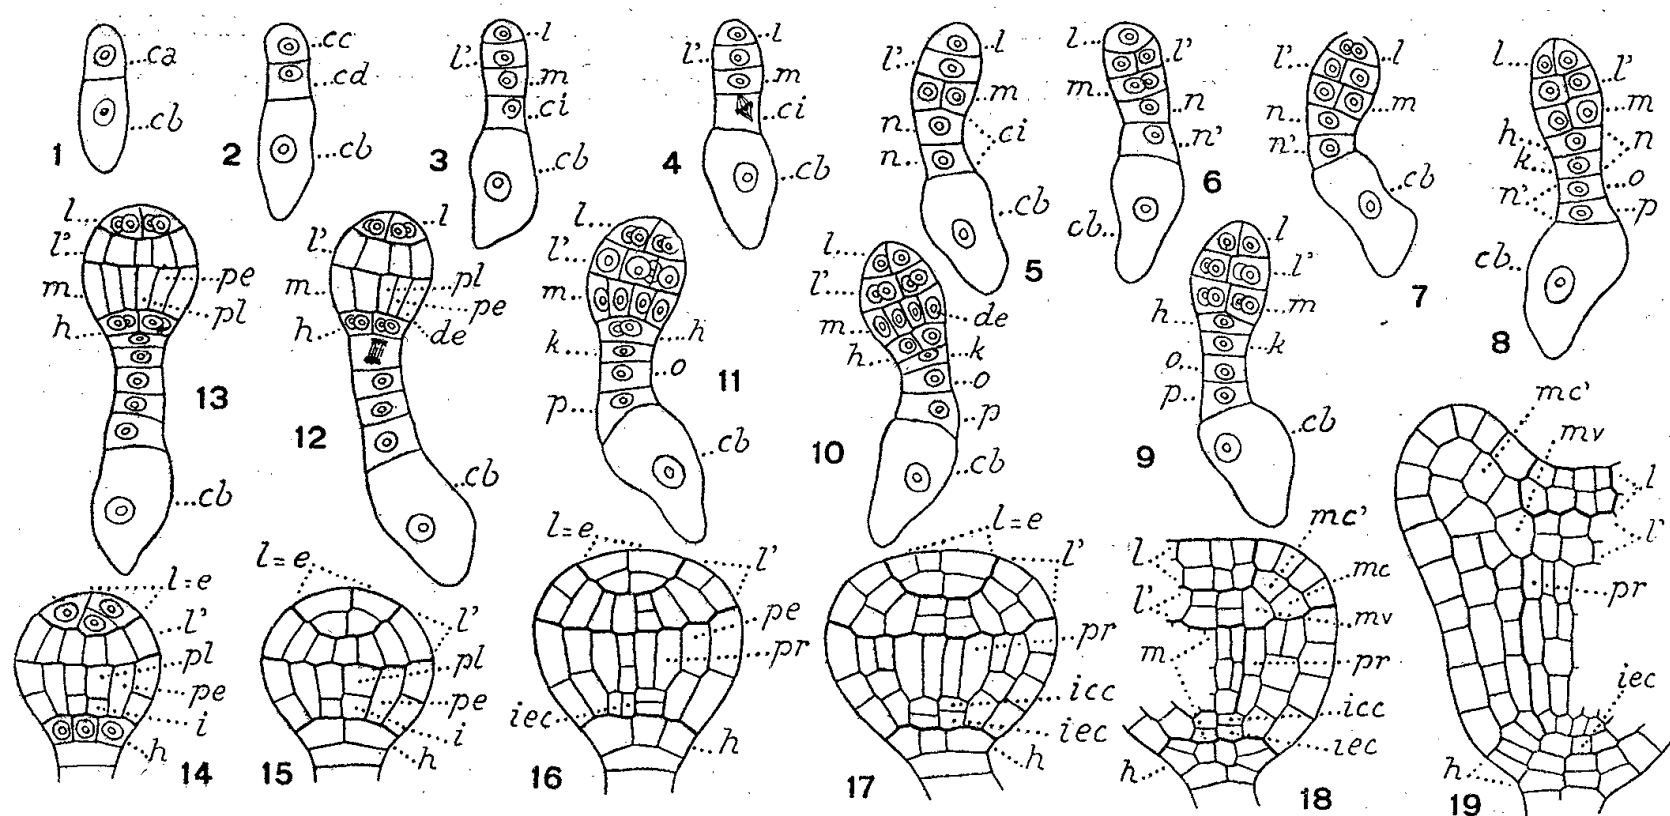 ca
cb
1
cc
cd
cb
2
l
l'
m
ci
cb
3
l
l'
m
ci
cb
4
l
l'
m
n
ci
n
cb
5
l
l'
m
n
n'
cb
6
l'
l
m
n
n'
cb
7
l
l'
m
h
n
k
o
n'
p
cb
8
l
l'
m
pe
pl
h
cb
13
l
l'
m
pl
pe
h
de
cb
12
l
l'
m
h
k
o
p
cb
11
l
l'
m
de
h
k
o
p
cb
10
l
l'
m
h
k
o
p
cb
9
l=e
l'
pl
pe
i
h
14
l=e
l'
pl
pe
i
h
15
l=e
l'
pe
pr
iec
h
16
l=e
l'
pr
icc
iec
h
17
mc'
l
mc
l'
mv
m
pr
icc
iec
h
18
mc'
mv
l
l'
pr
iec
h
19